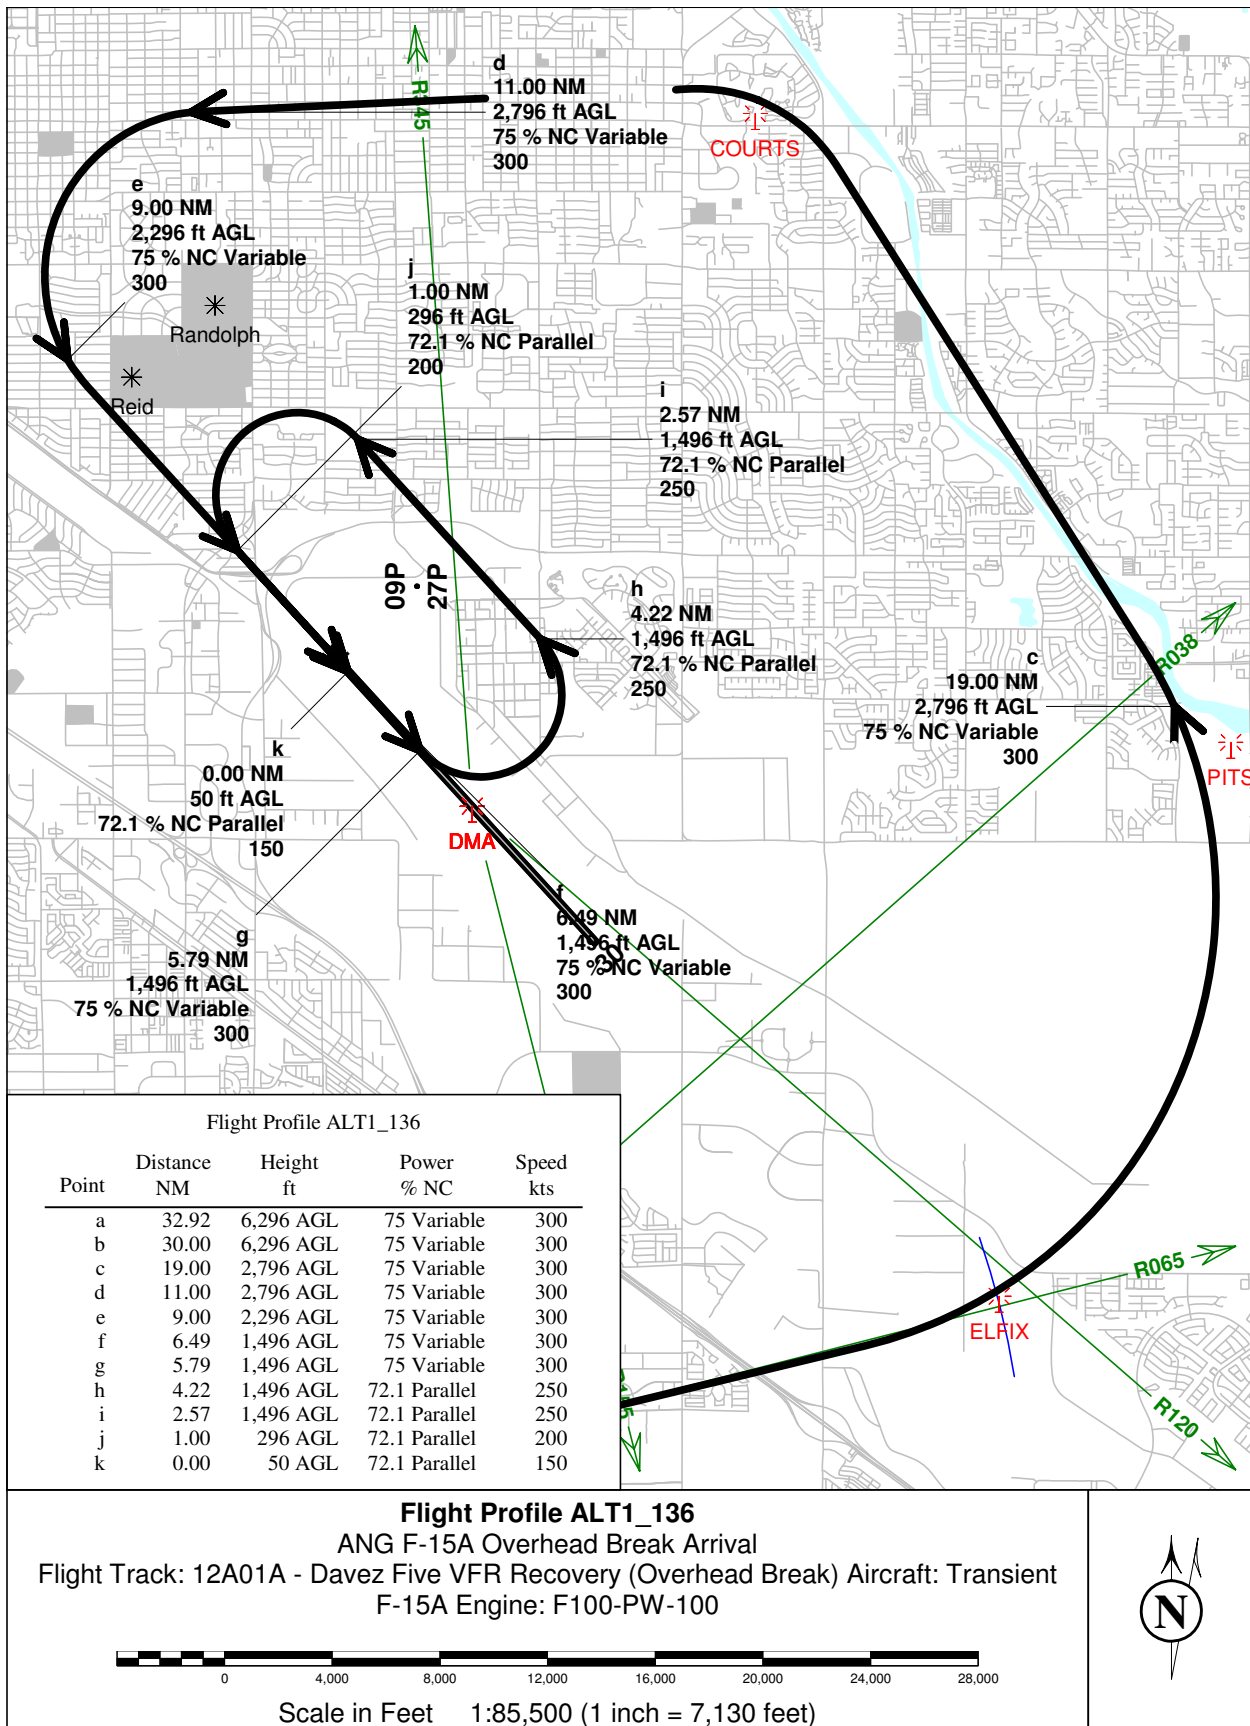 d
11.00 NM
2,796 ft AGL
75 % NC Variable
300
COURTS
e
9.00 NM
2,296 ft AGL
75 % NC Variable
300
Randolph
Reid
j
1.00 NM
296 ft AGL
72.1 % NC Parallel
200
i
2.57 NM
1,496 ft AGL
72.1 % NC Parallel
250
09P
27P
h
4.22 NM
1,496 ft AGL
72.1 % NC Parallel
250
R038
c
19.00 NM
2,796 ft AGL
75 % NC Variable
300
PITS
k
0.00 NM
50 ft AGL
72.1 % NC Parallel
150
DMA
f
6.49 NM
1,496 ft AGL
75 % NC Variable
300
30
g
5.79 NM
1,496 ft AGL
75 % NC Variable
300
R065
ELFIX
R120
Flight Profile ALT1_136
Point Distance NM Height ft Power % NC Speed kts
a 32.92 6,296 AGL 75 Variable 300
b 30.00 6,296 AGL 75 Variable 300
c 19.00 2,796 AGL 75 Variable 300
d 11.00 2,796 AGL 75 Variable 300
e 9.00 2,296 AGL 75 Variable 300
f 6.49 1,496 AGL 75 Variable 300
g 5.79 1,496 AGL 75 Variable 300
h 4.22 1,496 AGL 72.1 Parallel 250
i 2.57 1,496 AGL 72.1 Parallel 250
j 1.00 296 AGL 72.1 Parallel 200
k 0.00 50 AGL 72.1 Parallel 150
Flight Profile ALT1_136
ANG F-15A Overhead Break Arrival
Flight Track: 12A01A - Davez Five VFR Recovery (Overhead Break) Aircraft: Transient
F-15A Engine: F100-PW-100
0 4,000 8,000 12,000 16,000 20,000 24,000 28,000
Scale in Feet 1:85,500 (1 inch = 7,130 feet)
N